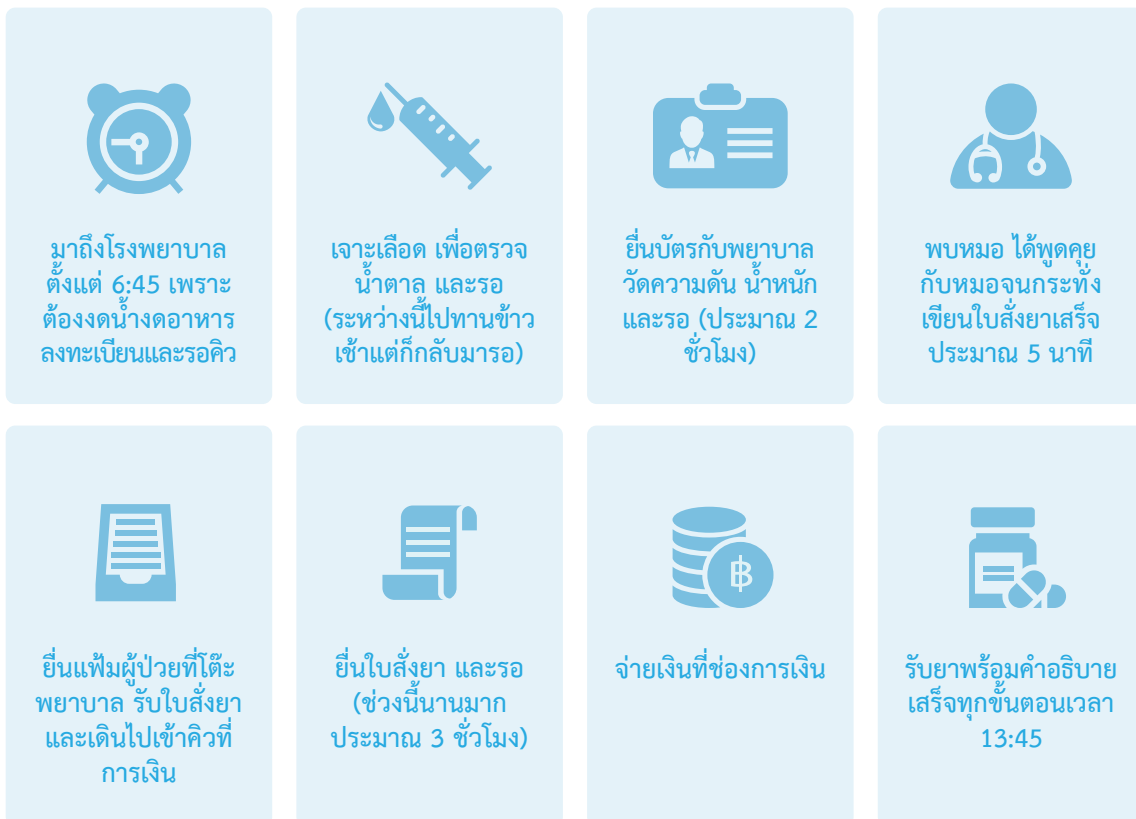 มาถึงโรงพยาบาล
ตั้งแต่ 6:45 เพราะ
ต้องงดน้ำงดอาหาร
ลงทะเบียนและรอคิว
เจาะเลือด เพื่อตรวจ
น้ำตาล และรอ
(ระหว่างนี้ไปทานข้าว
เช้าแต่ก็กลับมารอ)
ยื่นบัตรกับพยาบาล
วัดความดัน น้ำหนัก
และรอ (ประมาณ 2
ชั่วโมง)
พบหมอ ได้พูดคุย
กับหมอจนกระทั่ง
เขียนใบสั่งยาเสร็จ
ประมาณ 5 นาที
ยื่นแฟ้มผู้ป่วยที่โต๊ะ
พยาบาล รับใบสั่งยา
และเดินไปเข้าคิวที่
การเงิน
ยื่นใบสั่งยา และรอ
(ช่วงนี้นานมาก
ประมาณ 3 ชั่วโมง)
จ่ายเงินที่ช่องการเงิน
รับยาพร้อมคำอธิบาย
เสร็จทุกขั้นตอนเวลา
13:45